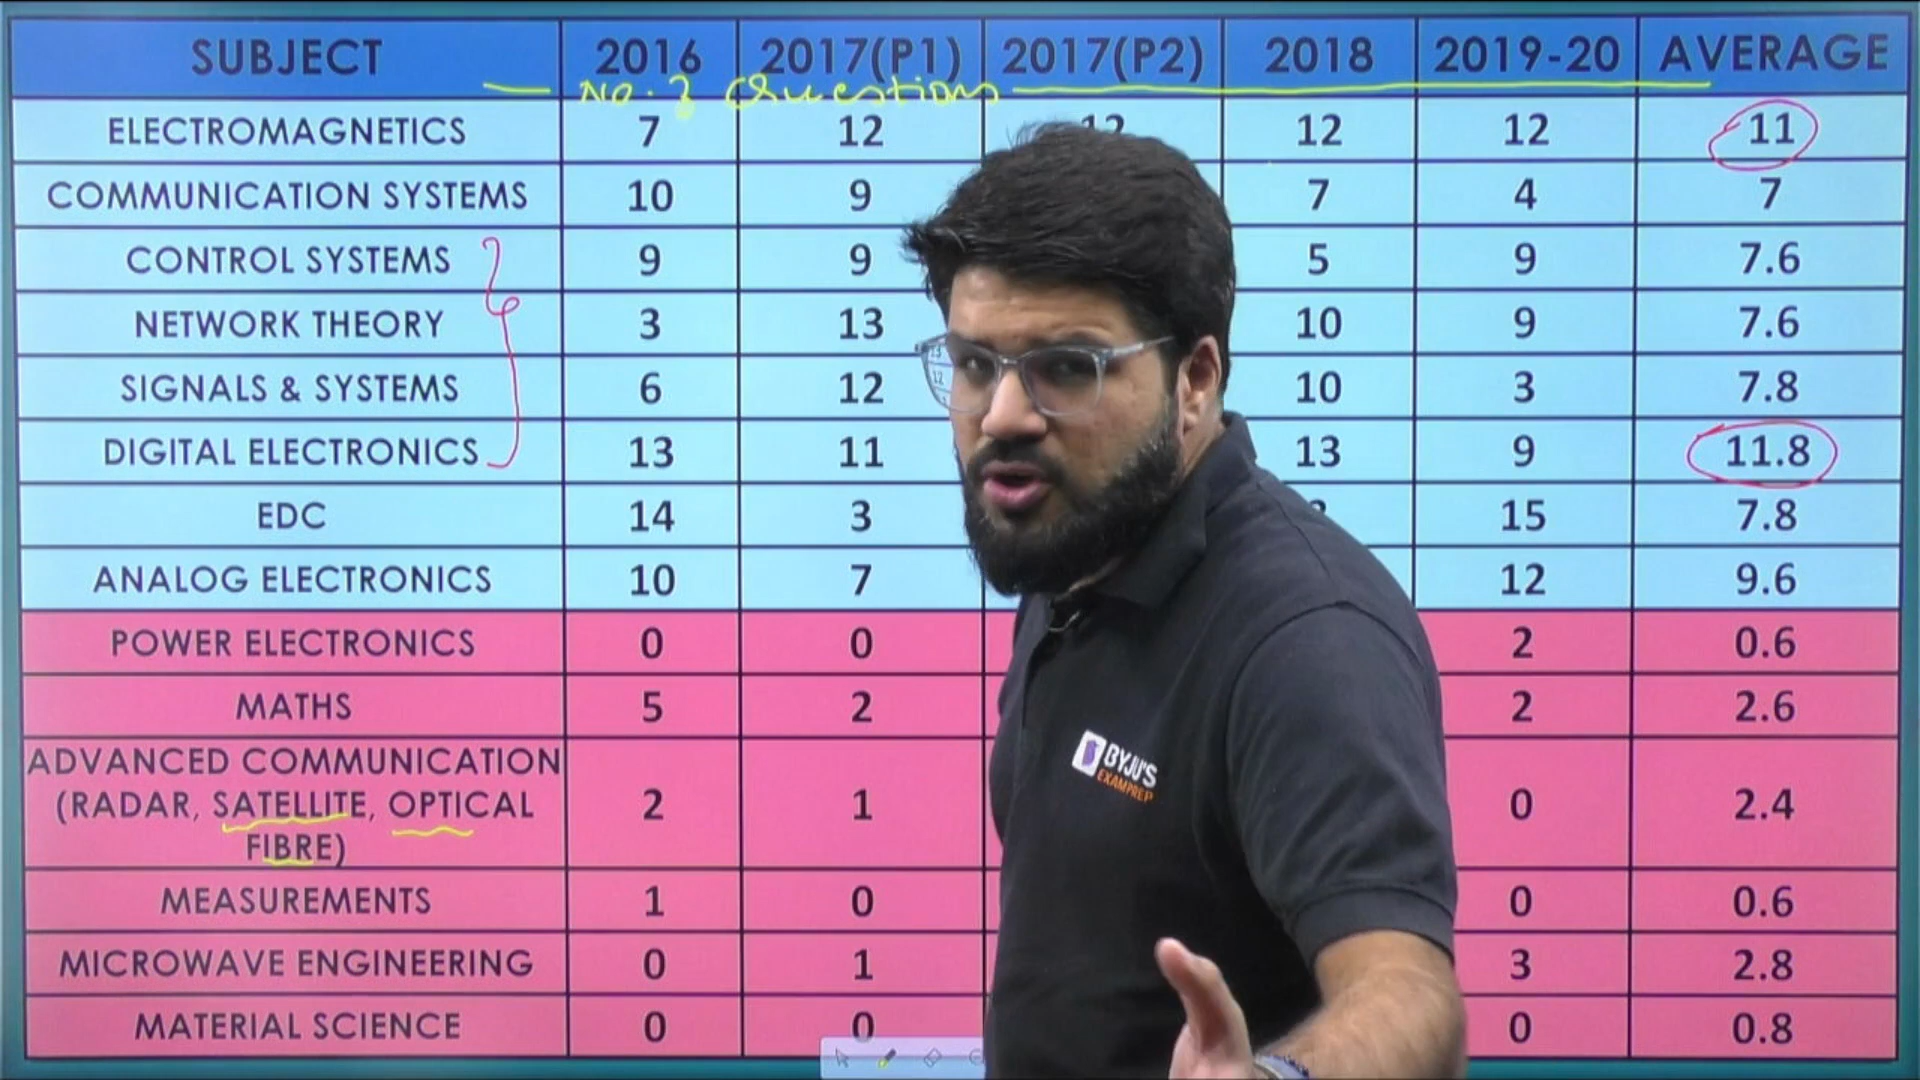 SUBJECT 2016 2017(P1) 2017(P2) 2018 2019-20 AVERAGE
No. of Questions
ELECTROMAGNETICS 7 12 12 12 12 11
COMMUNICATION SYSTEMS 10 9 7 4 7
CONTROL SYSTEMS 9 9 5 9 7.6
NETWORK THEORY 3 13 10 9 7.6
SIGNALS & SYSTEMS 6 12 10 3 7.8
DIGITAL ELECTRONICS 13 11 13 9 11.8
EDC 14 3 15 7.8
ANALOG ELECTRONICS 10 7 12 9.6
POWER ELECTRONICS 0 0 2 0.6
MATHS 5 2 2 2.6
ADVANCED COMMUNICATION
(RADAR, SATELLITE, OPTICAL
FIBRE) 2 1 0 2.4
MEASUREMENTS 1 0 0 0.6
MICROWAVE ENGINEERING 0 1 3 2.8
MATERIAL SCIENCE 0 0 0 0.8
BYJU'S
EXAM PREP